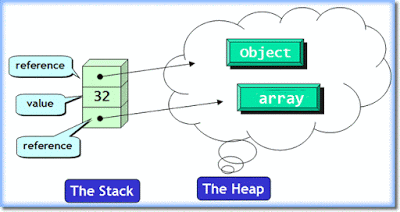 reference
value
reference
32
Object
array
The Stack
The Heap